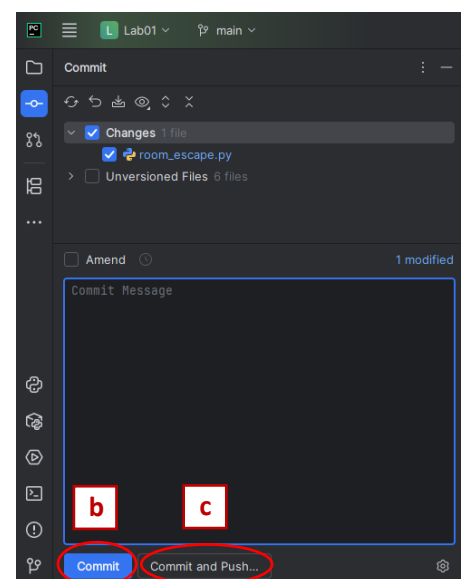 PC
L Lab01 main
Commit
Changes 1 file
room_escape.py
Unversioned Files 6 files
Amend 1 modified
Commit Message
b c
Commit Commit and Push...